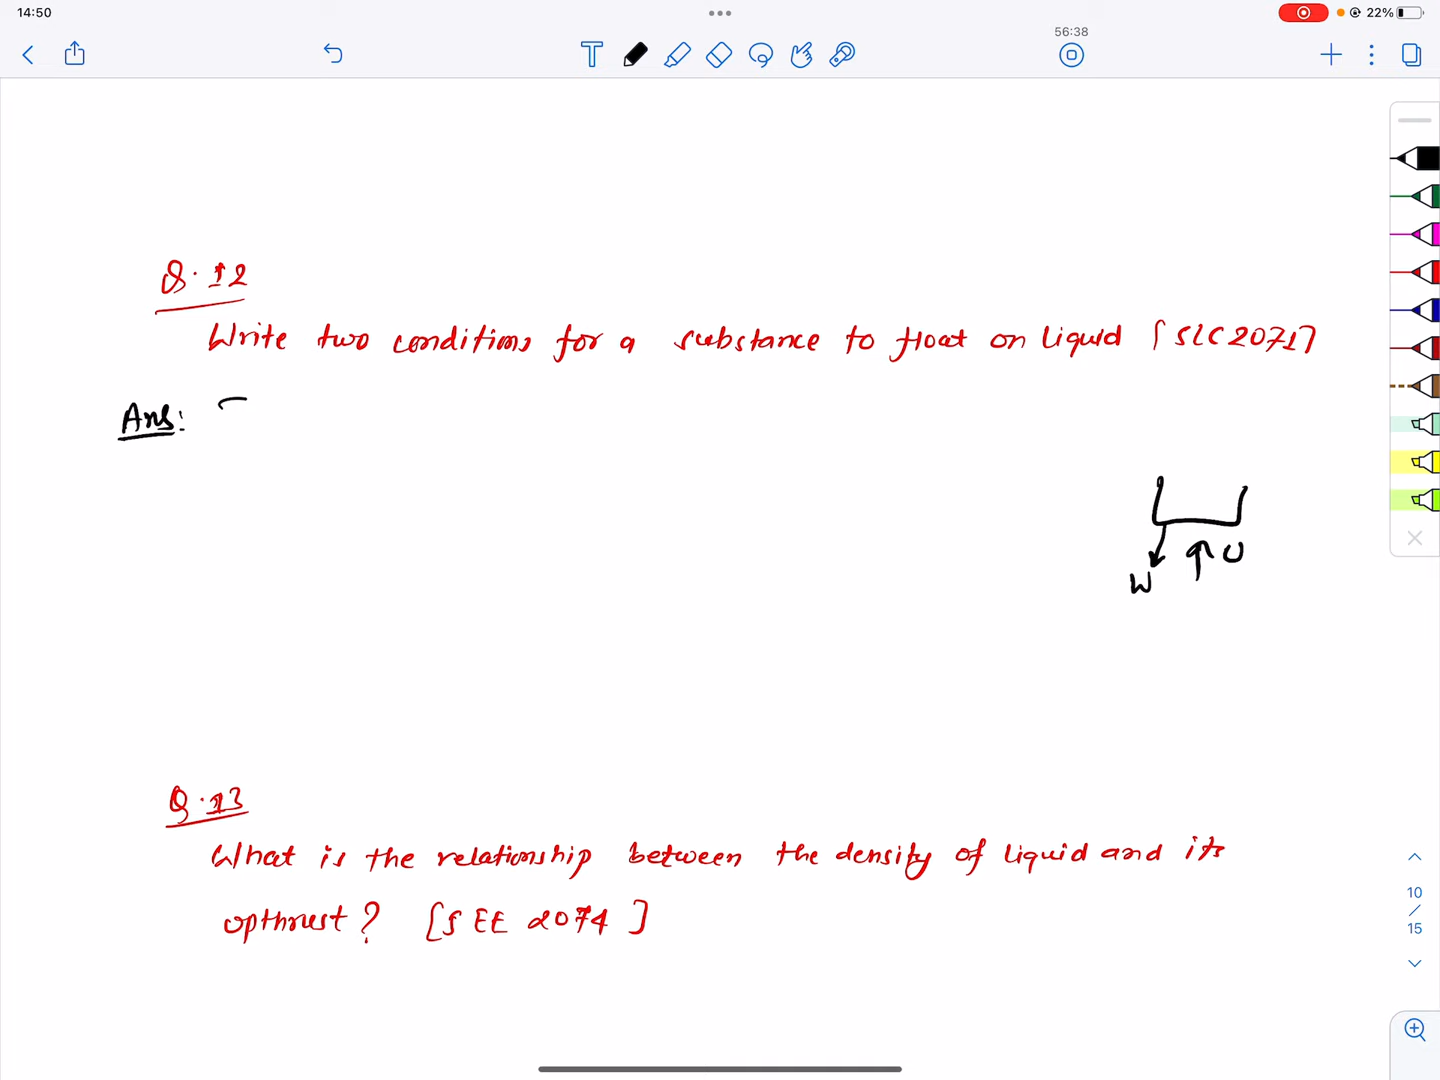 14:50
22%
56:38
Q.12
Write two conditions for a substance to float on liquid [SLC 2071]
Ans:
W U
Q.13
What is the relationship between the density of liquid and its
upthrust? [SEE 2074]
10
/
15